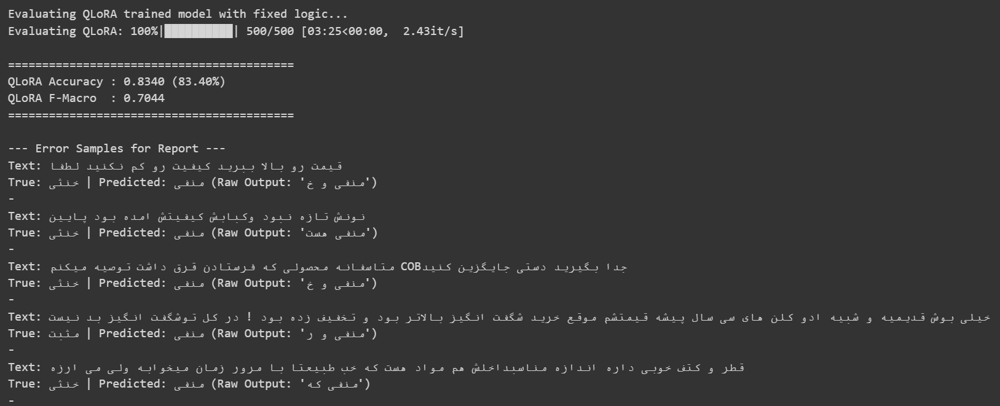 Evaluating QLoRA trained model with fixed logic...
Evaluating QLoRA: 100%|██████████| 500/500 [03:25<00:00,  2.43it/s]
==========================================
QLoRA Accuracy : 0.8340 (83.40%)
QLoRA F-Macro  : 0.7044
==========================================
--- Error Samples for Report ---
Text: قیمت رو بالا ببرید کیفیت رو کم نکنید لطفا
True: خنثی | Predicted: منفی (Raw Output: 'منفی و خ')
-
Text: نونش تازه نبود وکبابش کیفیتش امده بود پایین
True: خنثی | Predicted: منفی (Raw Output: 'منفی هست')
-
Text: متاسفانه محصولی که فرستادن قرق داشت توصیه میکنم COBجدا بگیرید دستی جایگزین کنید
True: خنثی | Predicted: منفی (Raw Output: 'منفی و خ')
-
Text: خیلی بوش قدیمیه و شبیه ادو کلن های سی سال پیشه قیمتشم موقع خرید شگفت انگیز بالاتر بود و تخفیف زده بود ! در کل توشگفت انگیز بد نیست
True: مثبت | Predicted: منفی (Raw Output: 'منفی و ر')
-
Text: قطر و کتف خوبی داره اندازه مناسبداخلش هم مواد هست که خب طبیعتا با مرور زمان میخوابه ولی می ارزه
True: خنثی | Predicted: منفی (Raw Output: 'منفی که')
-